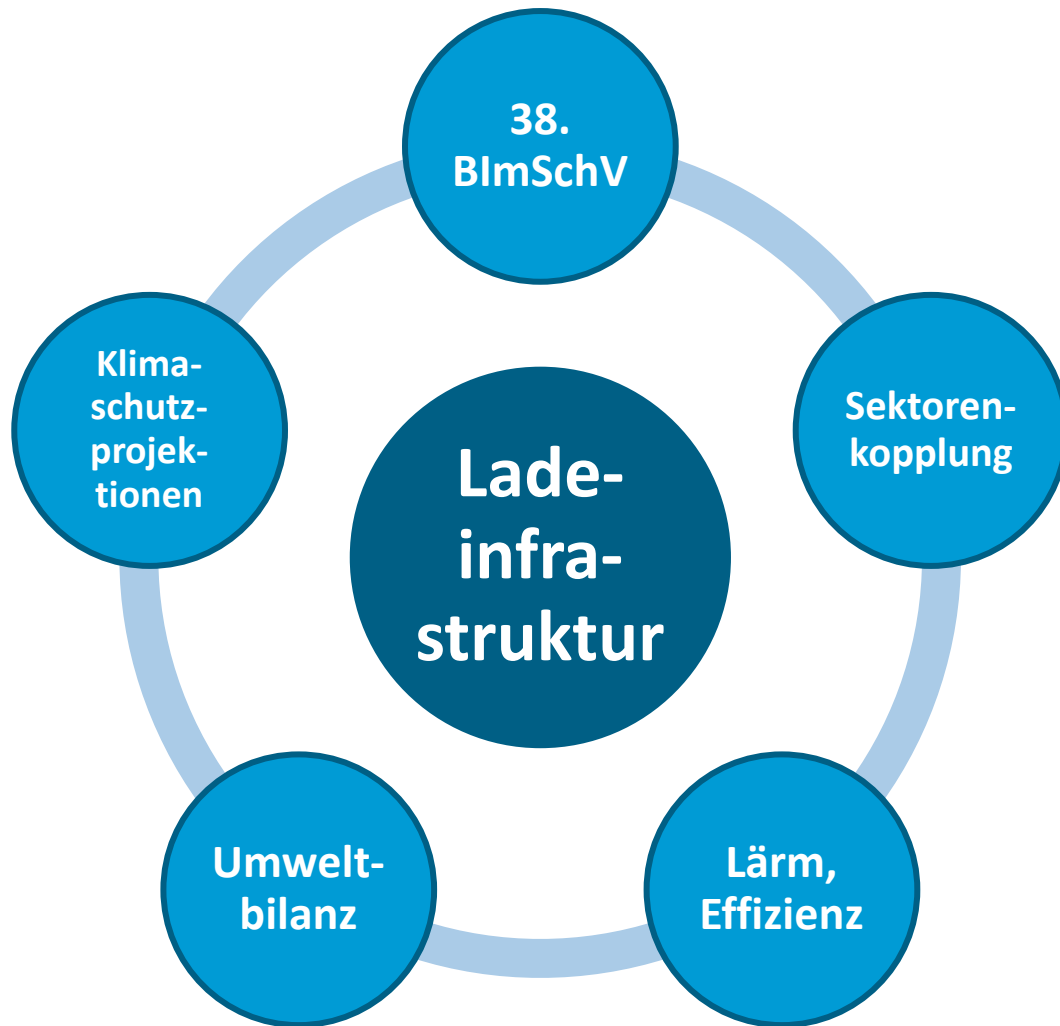 38.
BImSchV
Sektoren-
kopplung
Lärm,
Effizienz
Umwelt-
bilanz
Klima-
schutz-
projek-
tionen
Lade-
infra-
struktur